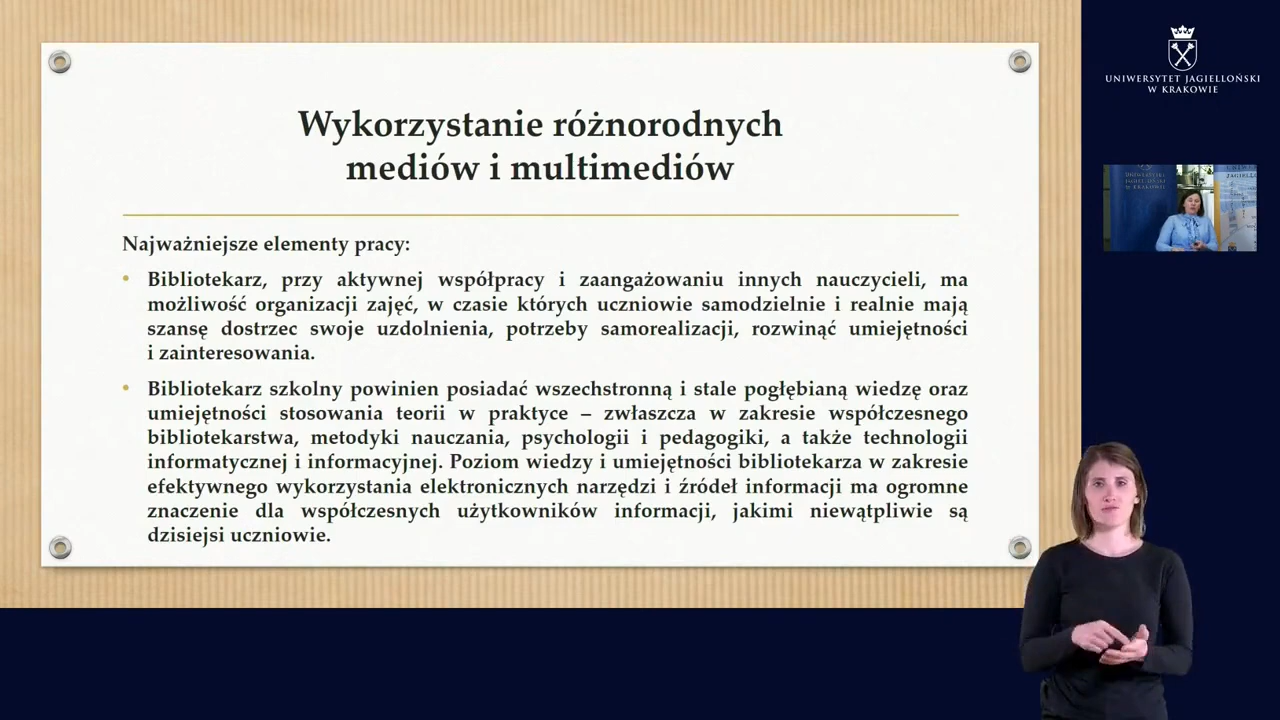 Wykorzystanie różnorodnych
mediów i multimediów
Najważniejsze elementy pracy:
• Bibliotekarz, przy aktywnej współpracy i zaangażowaniu innych nauczycieli, ma
możliwość organizacji zajęć, w czasie których uczniowie samodzielnie i realnie mają
szansę dostrzec swoje uzdolnienia, potrzeby samorealizacji, rozwinąć umiejętności
i zainteresowania.
• Bibliotekarz szkolny powinien posiadać wszechstronną i stale pogłębianą wiedzę oraz
umiejętności stosowania teorii w praktyce – zwłaszcza w zakresie współczesnego
bibliotekarstwa, metodyki nauczania, psychologii i pedagogiki, a także technologii
informatycznej i informacyjnej. Poziom wiedzy i umiejętności bibliotekarza w zakresie
efektywnego wykorzystania elektronicznych narzędzi i źródeł informacji ma ogromne
znaczenie dla współczesnych użytkowników informacji, jakimi niewątpliwie są
dzisiejsi uczniowie.
UNIWERSYTET JAGIELLOŃSKI
W KRAKOWIE
UNIWERSYTET
JAGIELLOŃSKI
W KRAKOWIE